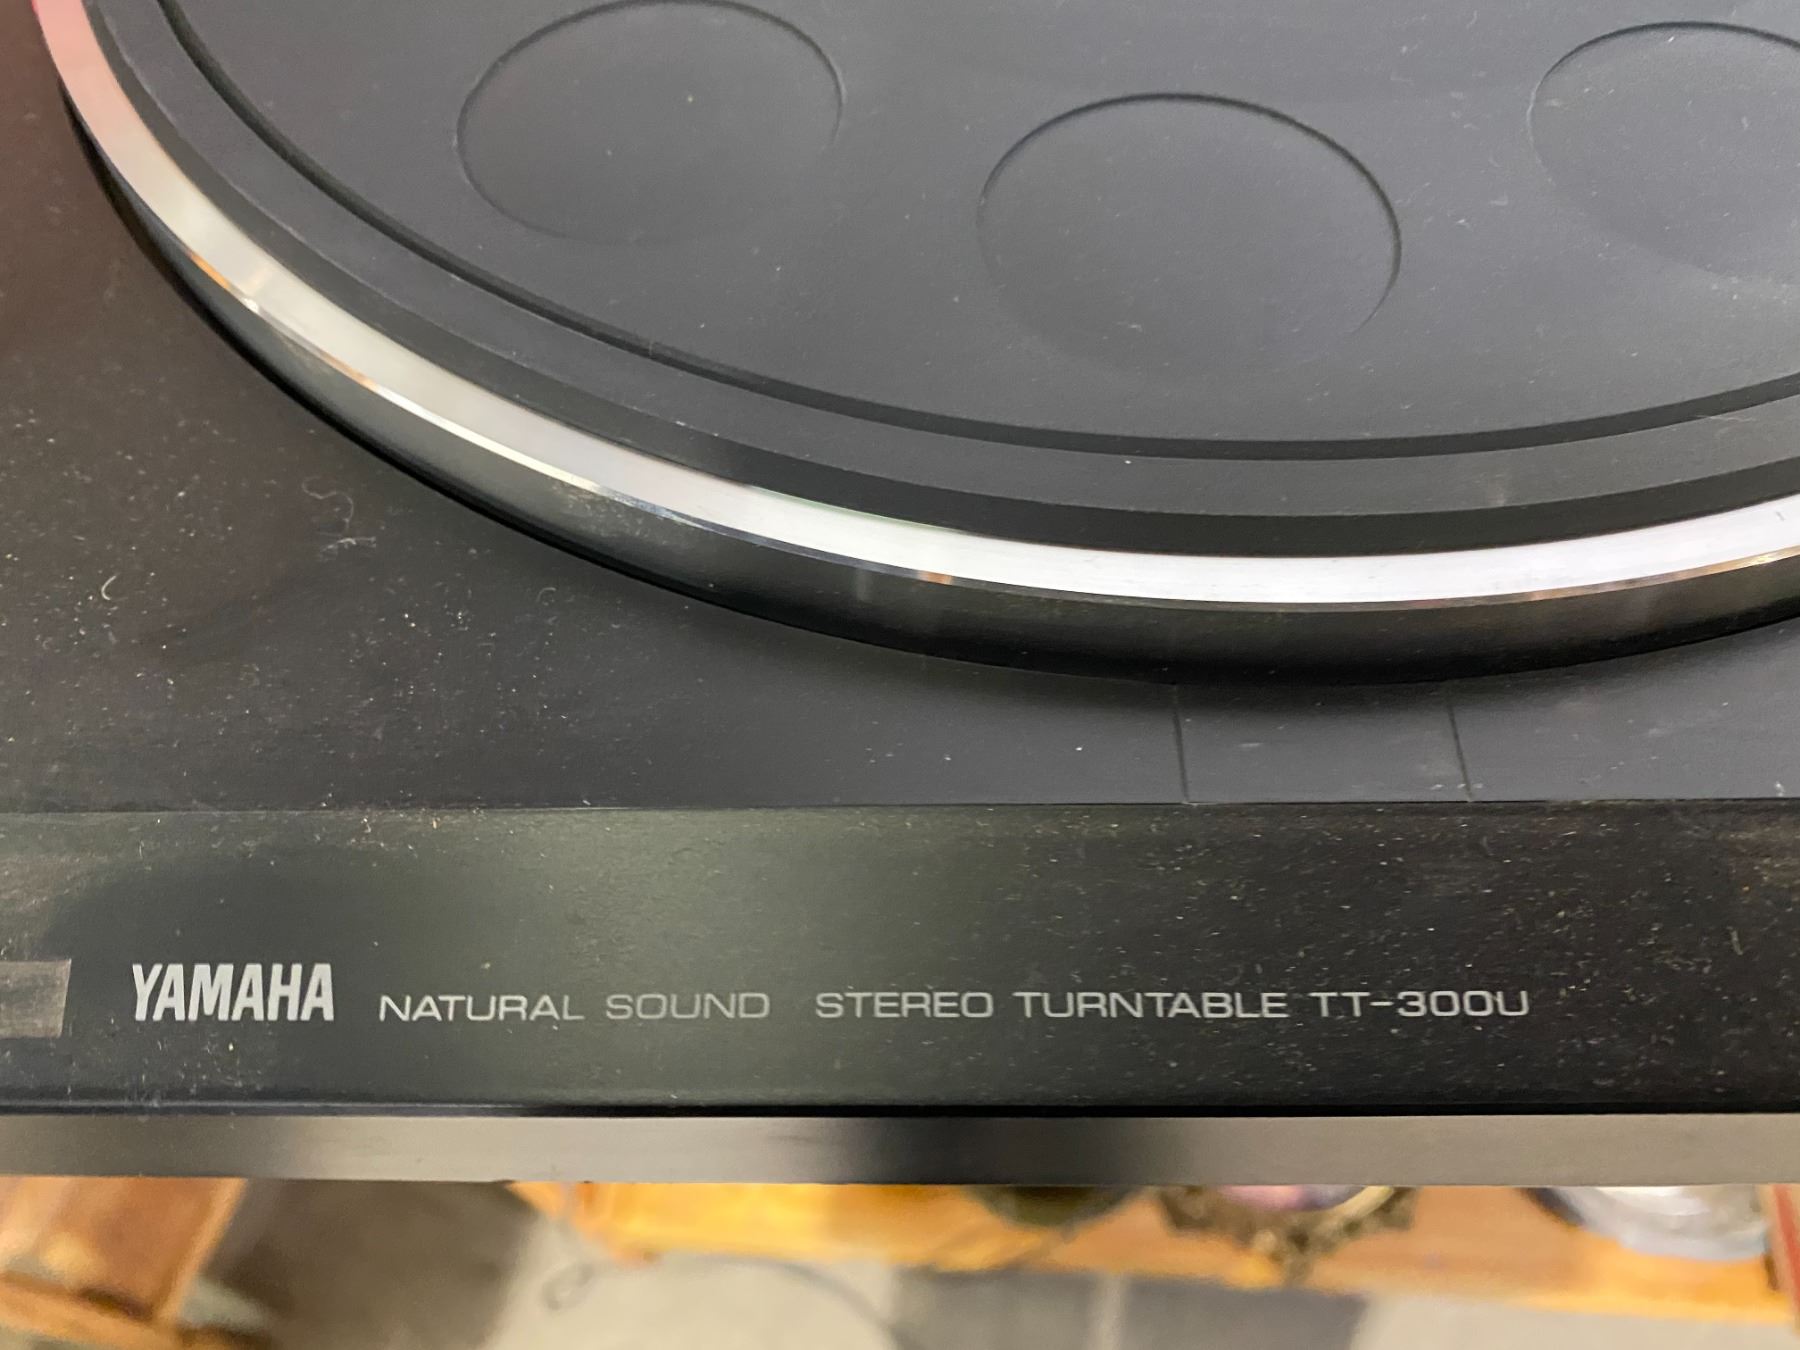 YAMAHA NATURAL SOUND STEREO TURNTABLE TT-300U